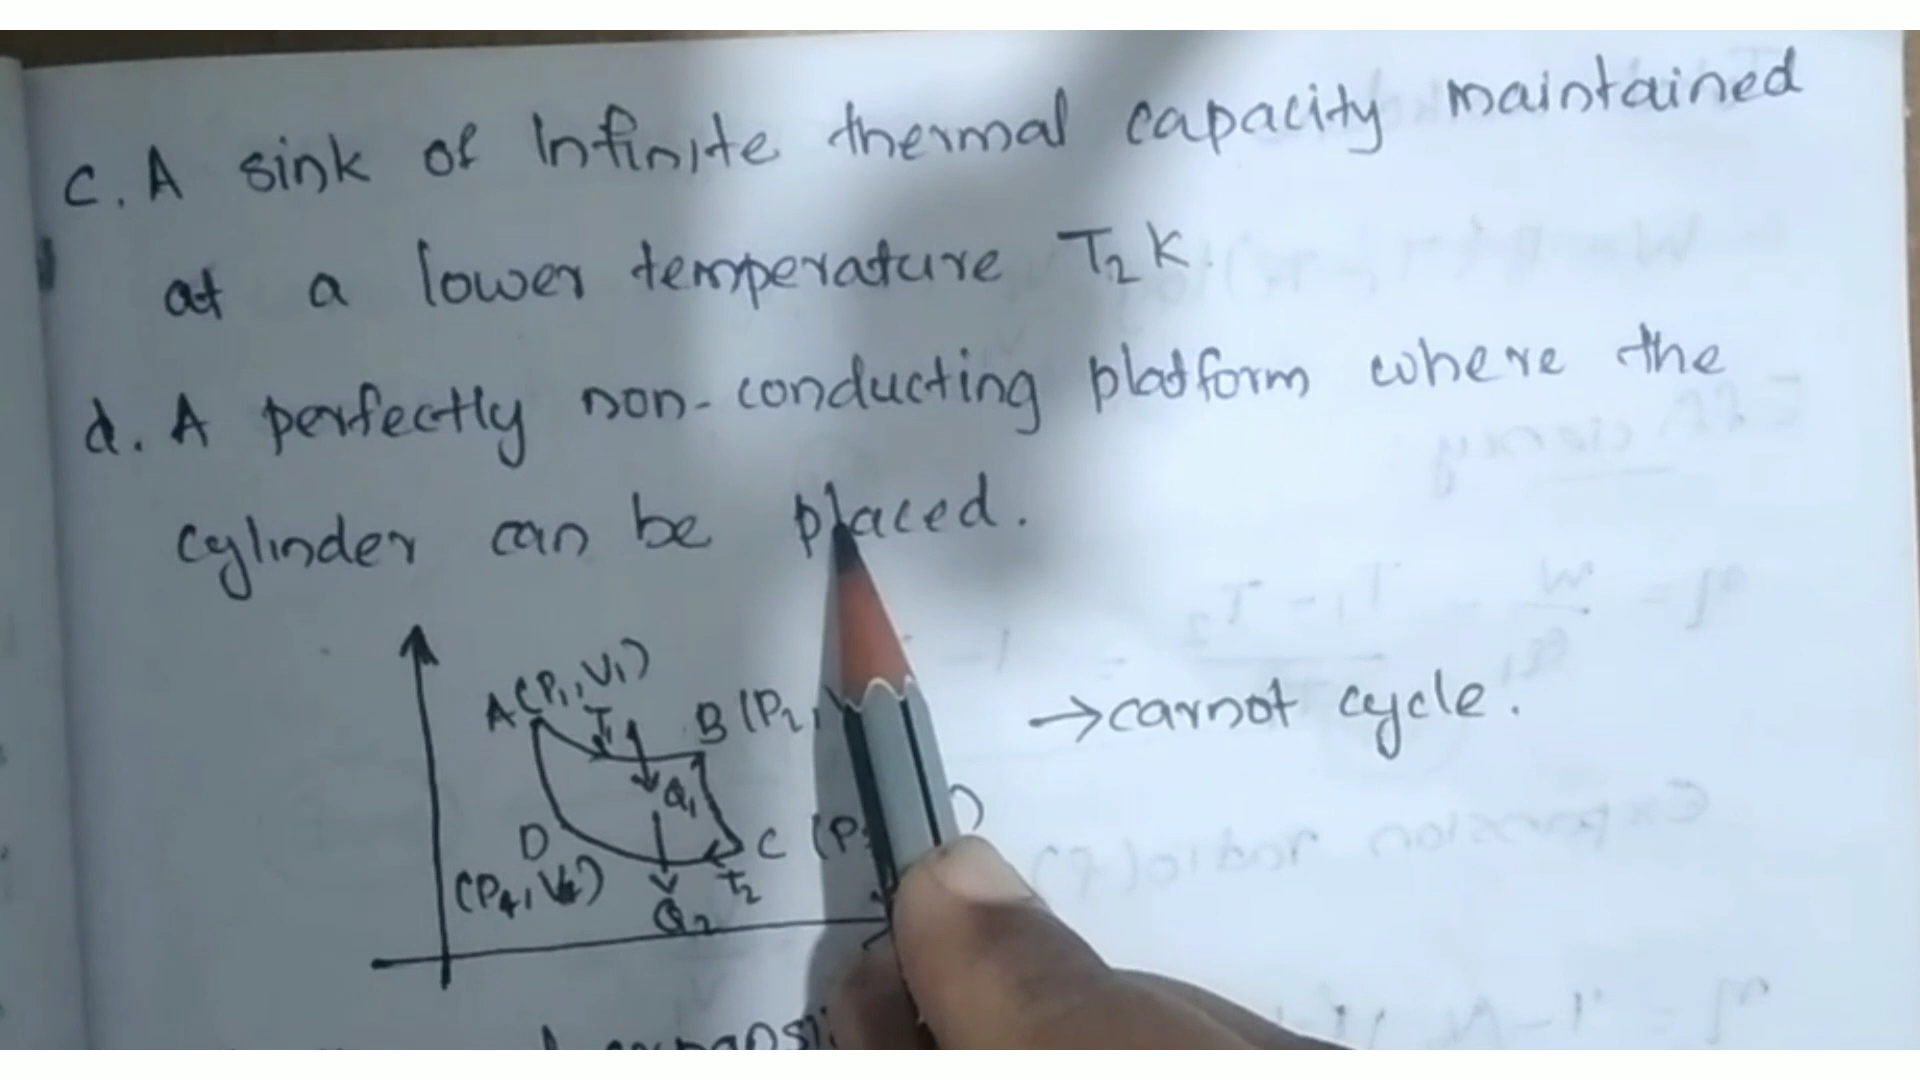 c. A sink of Infinite thermal capacity maintained
at a lower temperature T₂ K.
d. A perfectly non-conducting platform where the
cylinder can be placed.
A(P₁, V₁)
T₁
B (P₂,
Q₁
D
(P₄, V₄)
C (P
T₂
Q₂
→ carnot cycle.